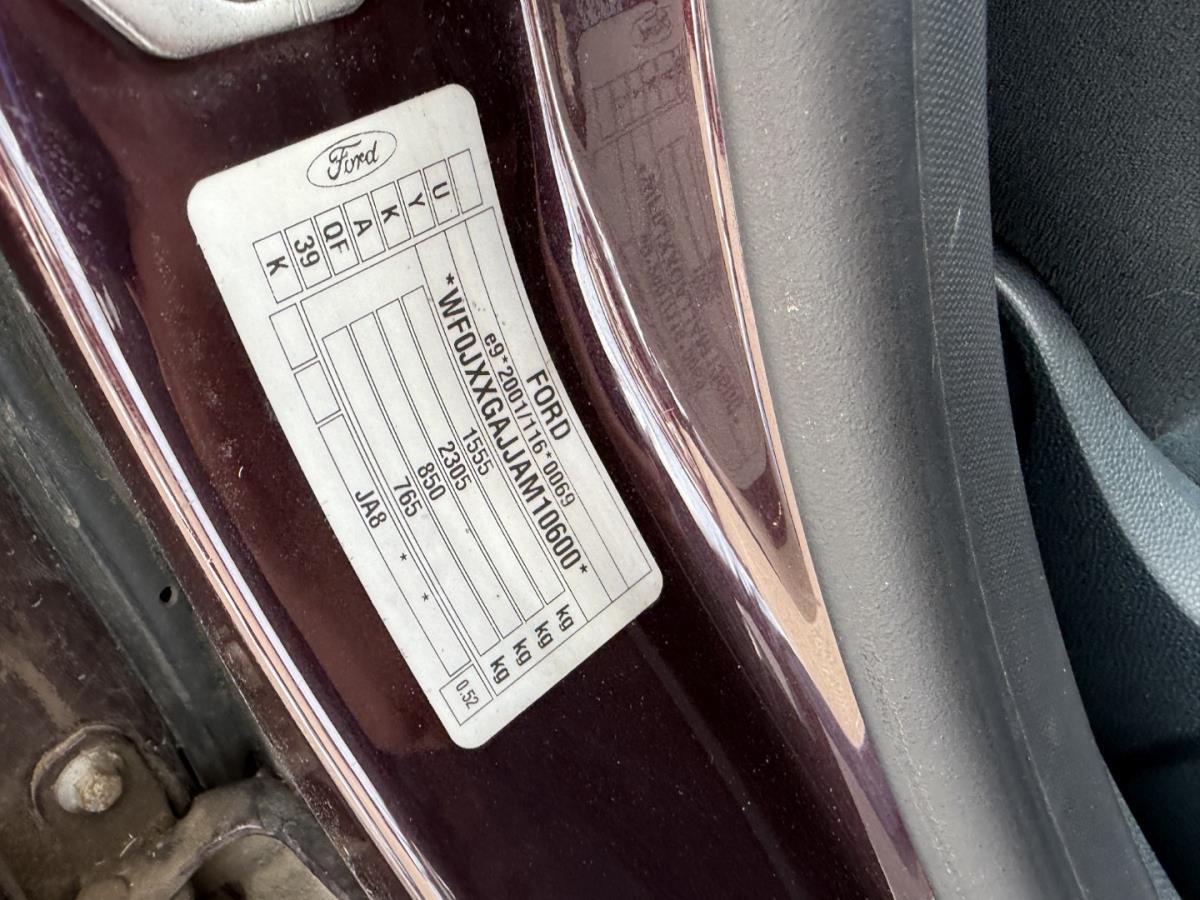 Ford
FORD
e9*2001/116*0069
*WF0JXXGAJJAM10600*
1555 kg
2305 kg
850 kg
765 kg
JA8 * *
0.52
K 39 QF A K Y U